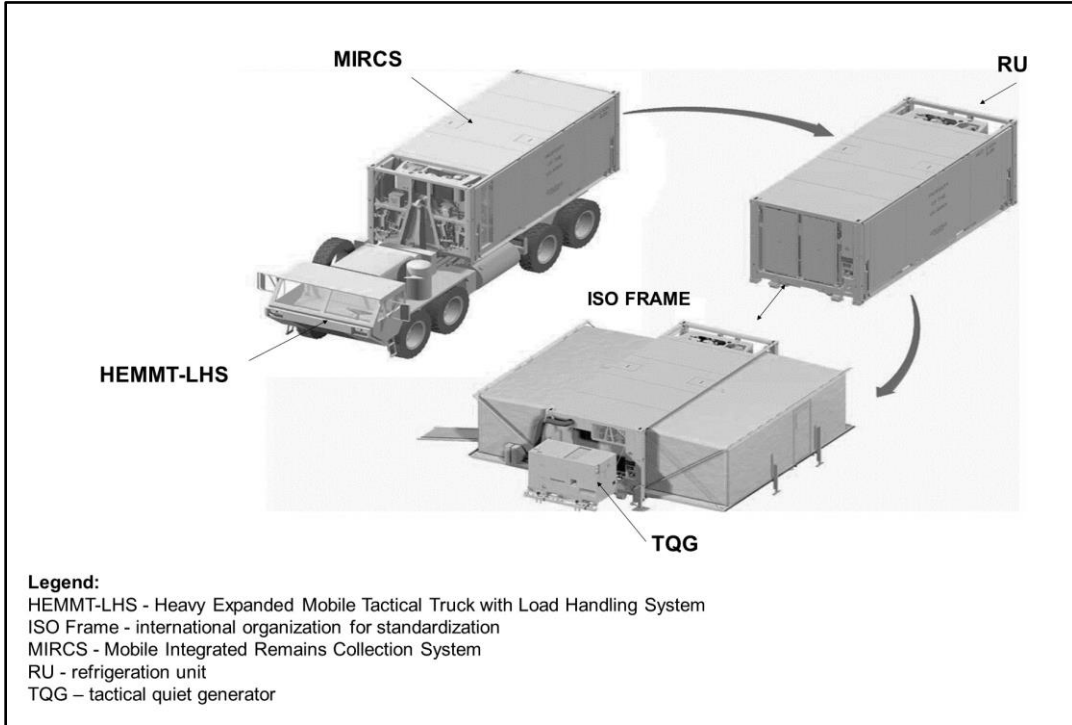 MIRCS
RU
ISO FRAME
HEMMT-LHS
TQG
Legend:
HEMMT-LHS - Heavy Expanded Mobile Tactical Truck with Load Handling System
ISO Frame - international organization for standardization
MIRCS - Mobile Integrated Remains Collection System
RU - refrigeration unit
TQG – tactical quiet generator